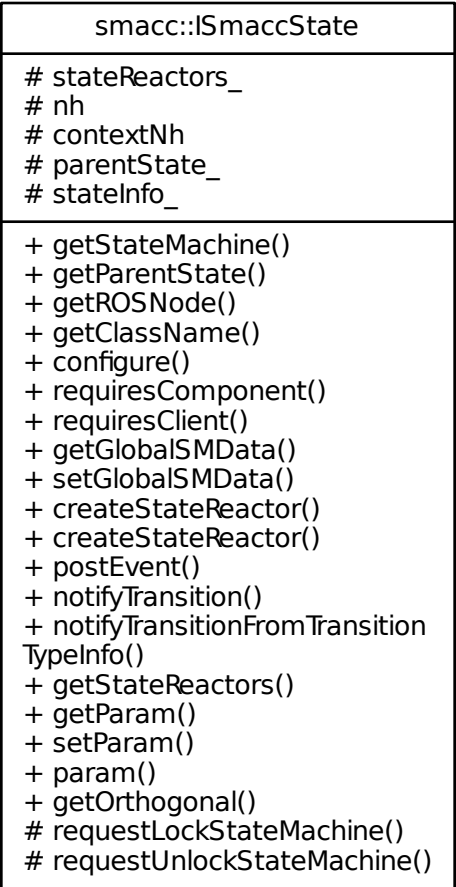 smacc::ISmaccState
# stateReactors_
# nh
# contextNh
# parentState_
# stateInfo_
+ getStateMachine()
+ getParentState()
+ getROSNode()
+ getClassName()
+ configure()
+ requiresComponent()
+ requiresClient()
+ getGlobalSMData()
+ setGlobalSMData()
+ createStateReactor()
+ createStateReactor()
+ postEvent()
+ notifyTransition()
+ notifyTransitionFromTransition
TypeInfo()
+ getStateReactors()
+ getParam()
+ setParam()
+ param()
+ getOrthogonal()
# requestLockStateMachine()
# requestUnlockStateMachine()